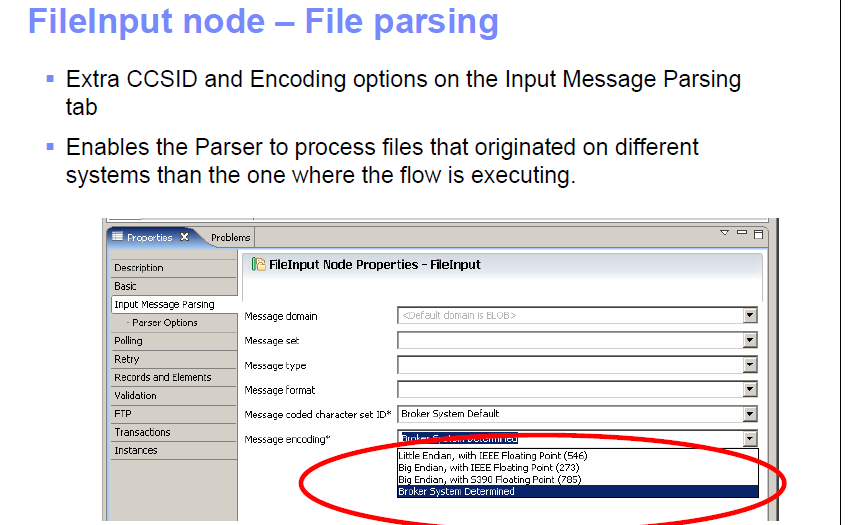 FileInput node – File parsing
Extra CCSID and Encoding options on the Input Message Parsing
tab
Enables the Parser to process files that originated on different
systems than the one where the flow is executing.
Properties Problems
FileInput Node Properties - FileInput
Description
Basic
Input Message Parsing
- Parser Options
Polling
Retry
Records and Elements
Validation
FTP
Transactions
Instances
Message domain <Default domain is BLOB>
Message set
Message type
Message format
Message coded character set ID* Broker System Default
Message encoding* Broker System Determined
Little Endian, with IEEE Floating Point (546)
Big Endian, with IEEE Floating Point (273)
Big Endian, with S390 Floating Point (785)
Broker System Determined